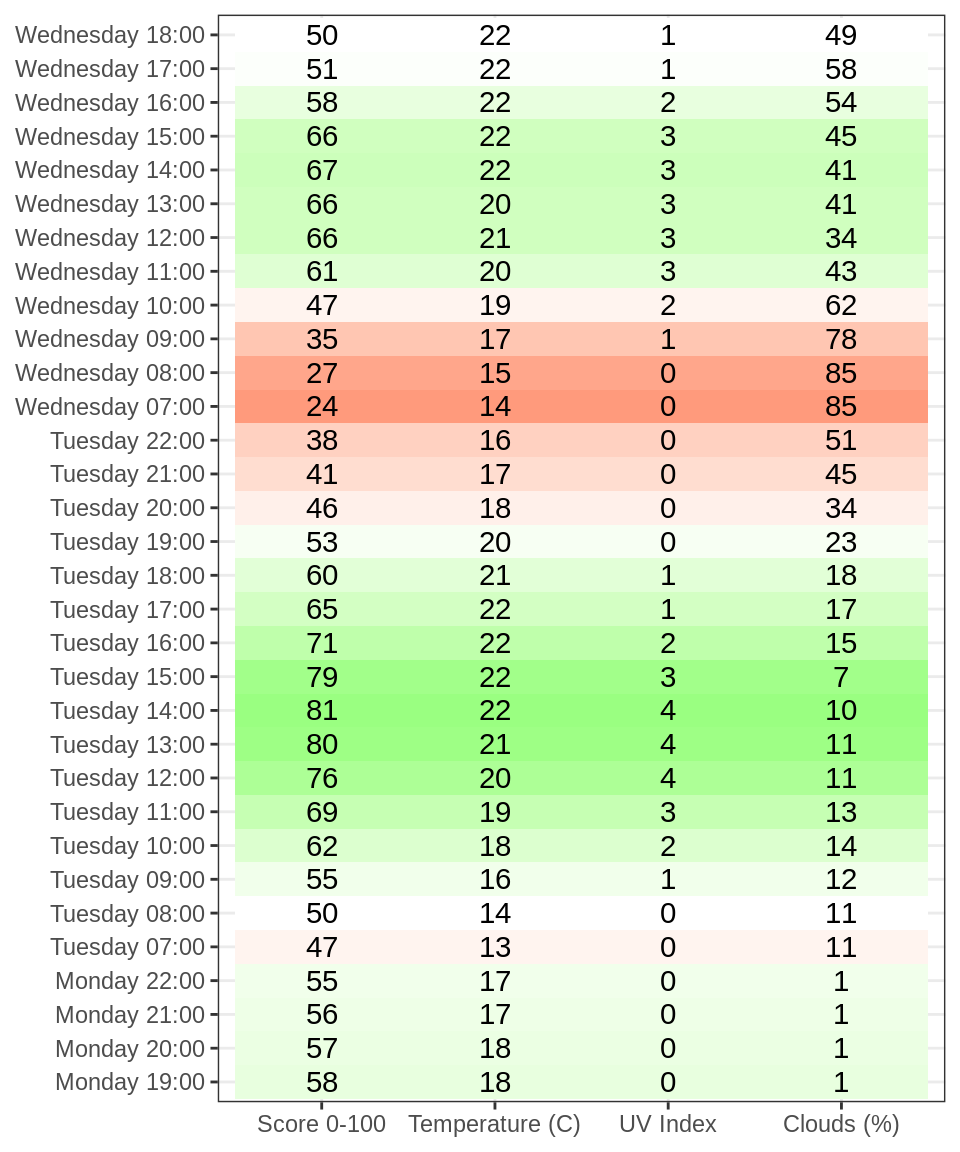 Wednesday 18:00 50 22 1 49
Wednesday 17:00 51 22 1 58
Wednesday 16:00 58 22 2 54
Wednesday 15:00 66 22 3 45
Wednesday 14:00 67 22 3 41
Wednesday 13:00 66 20 3 41
Wednesday 12:00 66 21 3 34
Wednesday 11:00 61 20 3 43
Wednesday 10:00 47 19 2 62
Wednesday 09:00 35 17 1 78
Wednesday 08:00 27 15 0 85
Wednesday 07:00 24 14 0 85
Tuesday 22:00 38 16 0 51
Tuesday 21:00 41 17 0 45
Tuesday 20:00 46 18 0 34
Tuesday 19:00 53 20 0 23
Tuesday 18:00 60 21 1 18
Tuesday 17:00 65 22 1 17
Tuesday 16:00 71 22 2 15
Tuesday 15:00 79 22 3 7
Tuesday 14:00 81 22 4 10
Tuesday 13:00 80 21 4 11
Tuesday 12:00 76 20 4 11
Tuesday 11:00 69 19 3 13
Tuesday 10:00 62 18 2 14
Tuesday 09:00 55 16 1 12
Tuesday 08:00 50 14 0 11
Tuesday 07:00 47 13 0 11
Monday 22:00 55 17 0 1
Monday 21:00 56 17 0 1
Monday 20:00 57 18 0 1
Monday 19:00 58 18 0 1
Score 0-100 Temperature (C) UV Index Clouds (%)